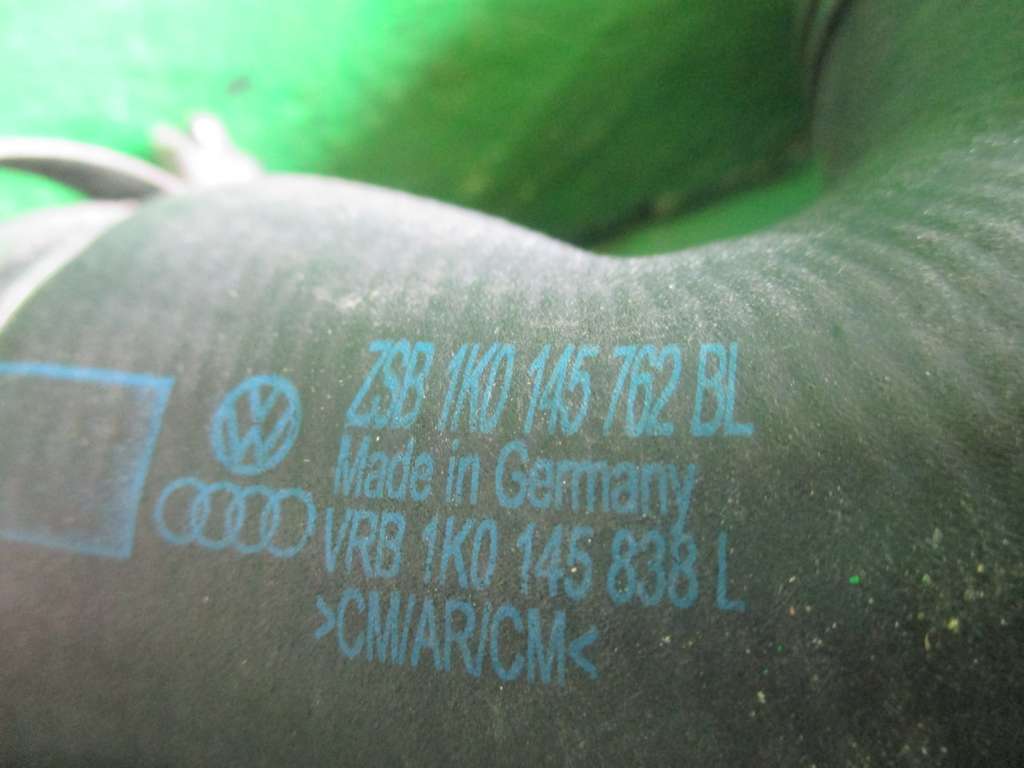 ZSB 1K0 145 762 BL
Made in Germany
VRB 1K0 145 838 L
>CM/AR/CM<